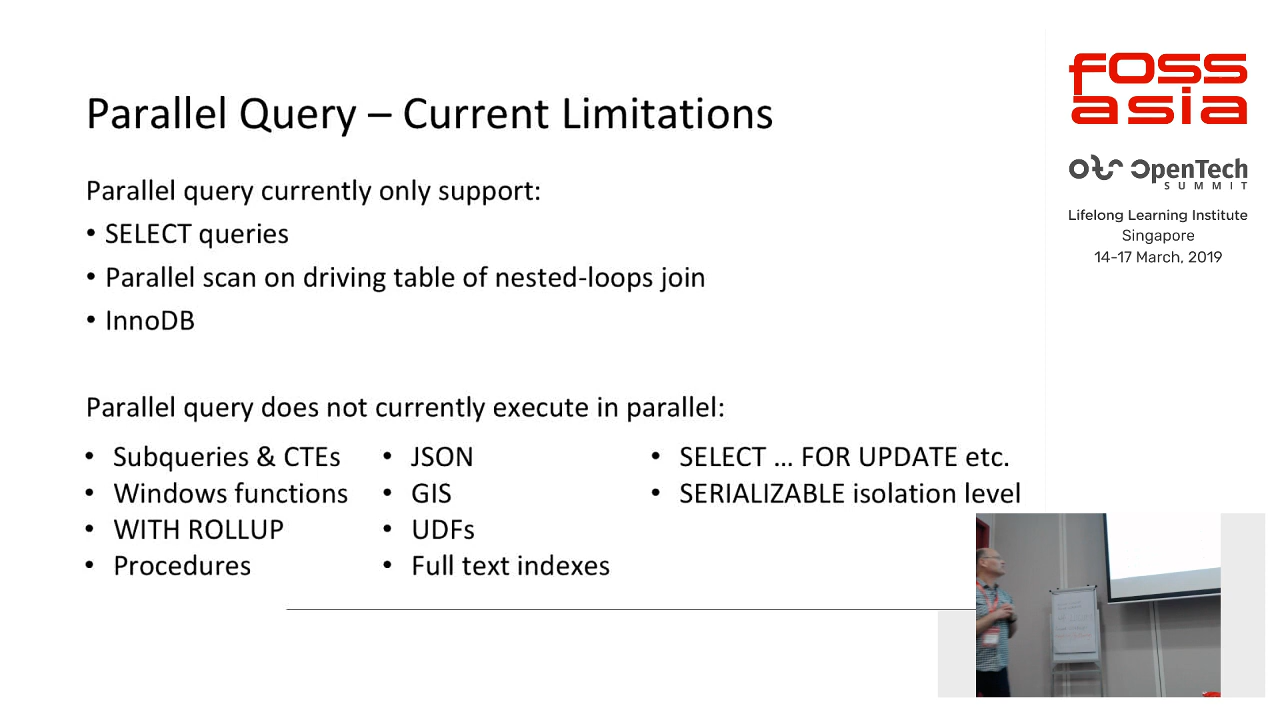 Parallel Query – Current Limitations
Parallel query currently only support:
• SELECT queries
• Parallel scan on driving table of nested-loops join
• InnoDB
Parallel query does not currently execute in parallel:
• Subqueries & CTEs
• Windows functions
• WITH ROLLUP
• Procedures
• JSON
• GIS
• UDFs
• Full text indexes
• SELECT ... FOR UPDATE etc.
• SERIALIZABLE isolation level
fossasia
OpenTech
SUMMIT
Lifelong Learning Institute
Singapore
14-17 March, 2019